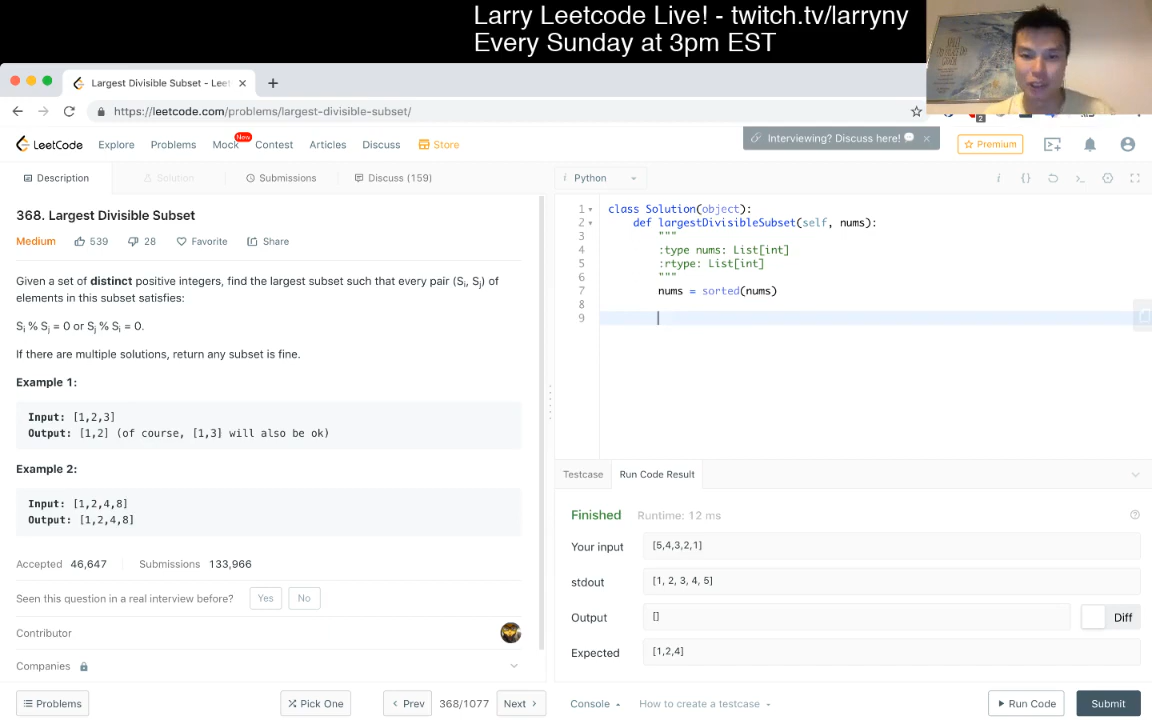 Larry Leetcode Live! - twitch.tv/larryny
Every Sunday at 3pm EST
Largest Divisible Subset - Leet
https://leetcode.com/problems/largest-divisible-subset/
LeetCode Explore Problems Mock New Contest Articles Discuss Store
Interviewing? Discuss here!
Premium
Description Solution Submissions Discuss (159)
i Python
368. Largest Divisible Subset
Medium 539 28 Favorite Share
Given a set of distinct positive integers, find the largest subset such that every pair (Si, Sj) of
elements in this subset satisfies:
Si % Sj = 0 or Sj % Si = 0.
If there are multiple solutions, return any subset is fine.
Example 1:
Input: [1,2,3]
Output: [1,2] (of course, [1,3] will also be ok)
Example 2:
Input: [1,2,4,8]
Output: [1,2,4,8]
Accepted 46,647 Submissions 133,966
Seen this question in a real interview before? Yes No
Contributor
Companies
Problems Pick One Prev 368/1077 Next
1 class Solution(object):
2 def largestDivisibleSubset(self, nums):
3 """
4 :type nums: List[int]
5 :rtype: List[int]
6 """
7 nums = sorted(nums)
8
9
Testcase Run Code Result
Finished Runtime: 12 ms
Your input [5,4,3,2,1]
stdout [1, 2, 3, 4, 5]
Output [] Diff
Expected [1,2,4]
Console How to create a testcase Run Code Submit